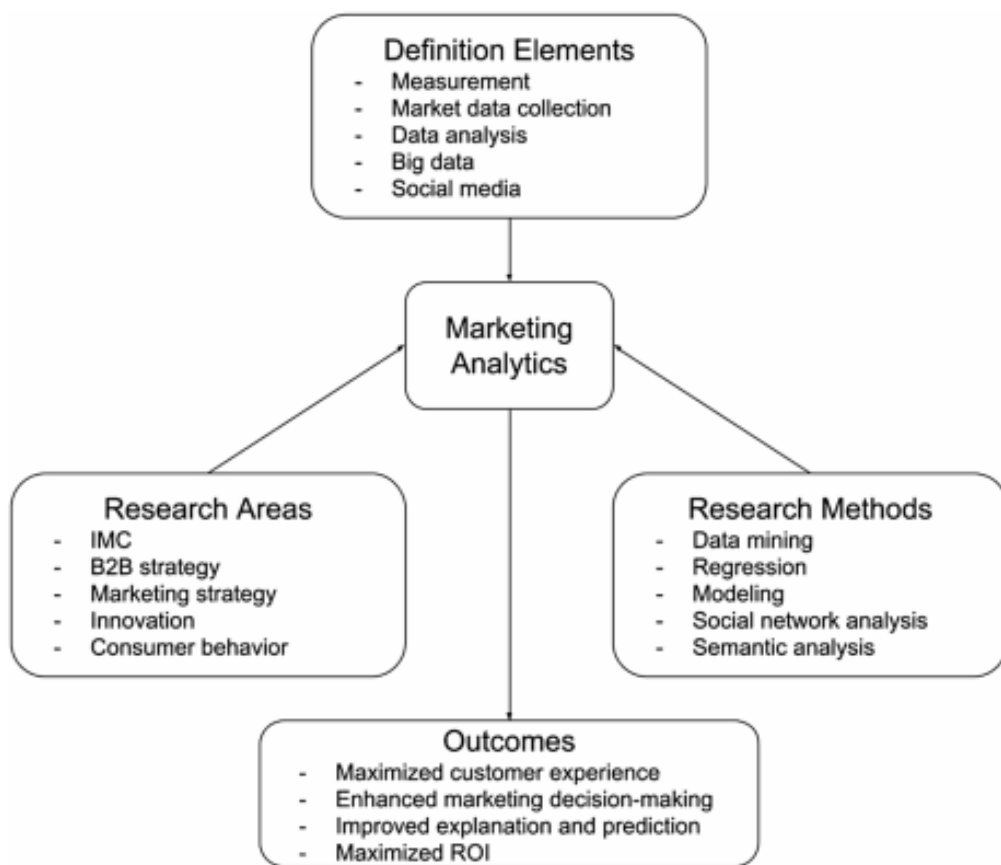 Definition Elements
- Measurement
- Market data collection
- Data analysis
- Big data
- Social media
Marketing
Analytics
Research Areas
- IMC
- B2B strategy
- Marketing strategy
- Innovation
- Consumer behavior
Research Methods
- Data mining
- Regression
- Modeling
- Social network analysis
- Semantic analysis
Outcomes
- Maximized customer experience
- Enhanced marketing decision-making
- Improved explanation and prediction
- Maximized ROI